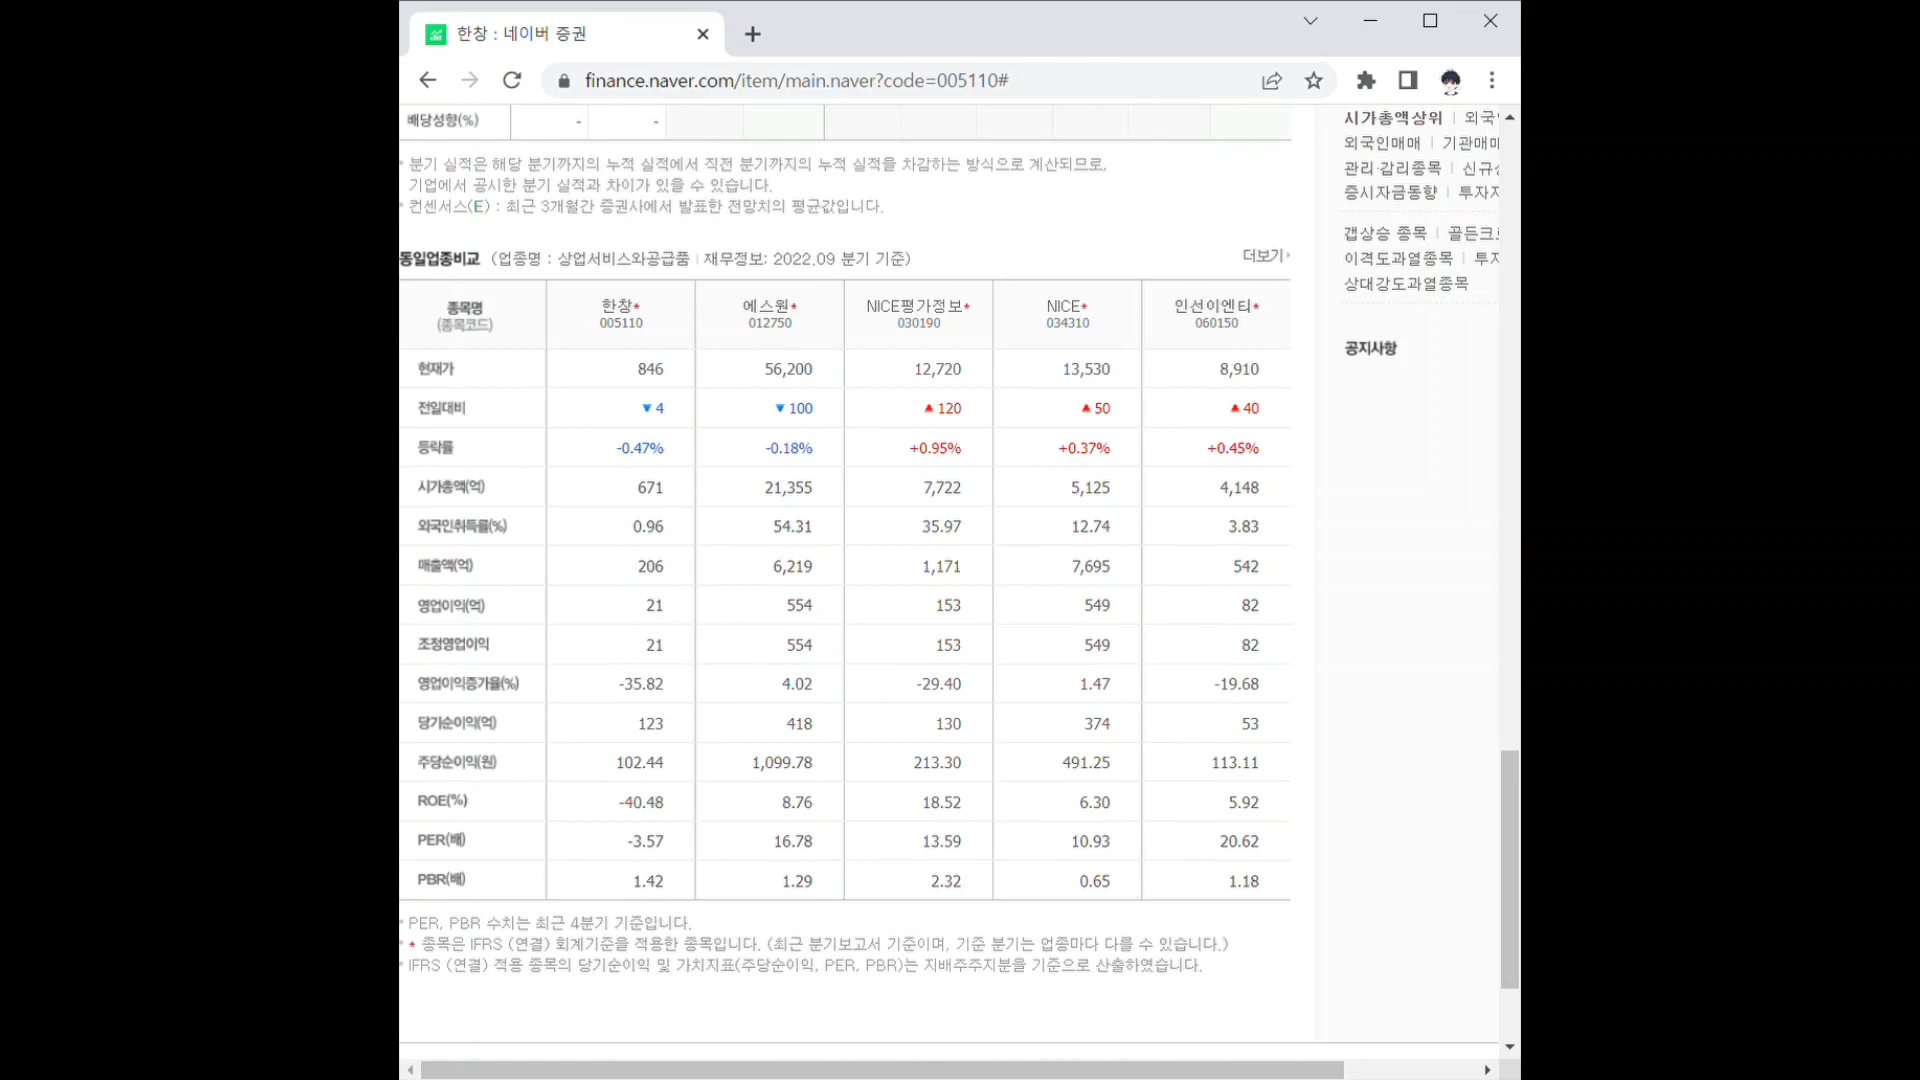 한창 : 네이버 증권
finance.naver.com/item/main.naver?code=005110#
배당성향(%) - -
* 분기 실적은 해당 분기까지의 누적 실적에서 직전 분기까지의 누적 실적을 차감하는 방식으로 계산되므로,
기업에서 공시한 분기 실적과 차이가 있을 수 있습니다.
* 컨센서스(E) : 최근 3개월간 증권사에서 발표한 전망치의 평균값입니다.
동일업종비교 (업종명 : 상업서비스와공급품 | 재무정보: 2022.09 분기 기준) 더보기
종목명 한창* 에스원* NICE평가정보* NICE* 인선이엔티*
(종목코드) 005110 012750 030190 034310 060150
현재가 846 56,200 12,720 13,530 8,910
전일대비 ▼4 ▼100 ▲120 ▲50 ▲40
등락률 -0.47% -0.18% +0.95% +0.37% +0.45%
시가총액(억) 671 21,355 7,722 5,125 4,148
외국인취득률(%) 0.96 54.31 35.97 12.74 3.83
매출액(억) 206 6,219 1,171 7,695 542
영업이익(억) 21 554 153 549 82
조정영업이익 21 554 153 549 82
영업이익증가율(%) -35.82 4.02 -29.40 1.47 -19.68
당기순이익(억) 123 418 130 374 53
주당순이익(원) 102.44 1,099.78 213.30 491.25 113.11
ROE(%) -40.48 8.76 18.52 6.30 5.92
PER(배) -3.57 16.78 13.59 10.93 20.62
PBR(배) 1.42 1.29 2.32 0.65 1.18
* PER, PBR 수치는 최근 4분기 기준입니다.
* * 종목은 IFRS (연결) 회계기준을 적용한 종목입니다. (최근 분기보고서 기준이며, 기준 분기는 업종마다 다를 수 있습니다.)
* IFRS (연결) 적용 종목의 당기순이익 및 가치지표(주당순이익, PER, PBR)는 지배주주지분을 기준으로 산출하였습니다.
시가총액상위 | 외국
외국인매매 | 기관매매
관리·감리종목 | 신규
증시자금동향 | 투자
갭상승 종목 | 골든크
이격도과열종목 | 투
상대강도과열종목
공지사항